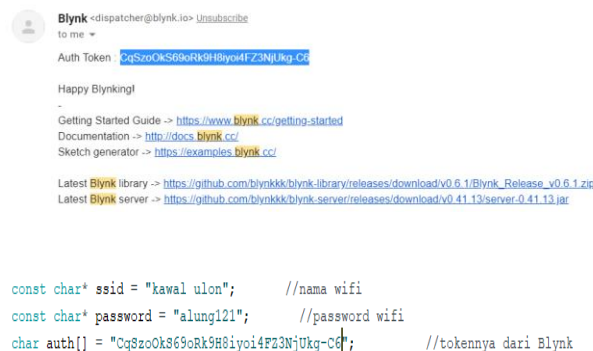 Blynk <dispatcher@blynk.io> Unsubscribe
to me
Auth Token : CqSzoOkS69oRk9H8iyoi4FZ3NjUkg-C6
Happy Blynking!
-
Getting Started Guide -> https://www.blynk.cc/getting-started
Documentation -> http://docs.blynk.cc/
Sketch generator -> https://examples.blynk.cc/
Latest Blynk library -> https://github.com/blynkkk/blynk-library/releases/download/v0.6.1/Blynk_Release_v0.6.1.zip
Latest Blynk server -> https://github.com/blynkkk/blynk-server/releases/download/v0.41.13/server-0.41.13.jar
const char* ssid = "kawal ulon"; //nama wifi
const char* password = "alung121"; //password wifi
char auth[] = "CqSzoOkS69oRk9H8iyoi4FZ3NjUkg-C6"; //tokennya dari Blynk